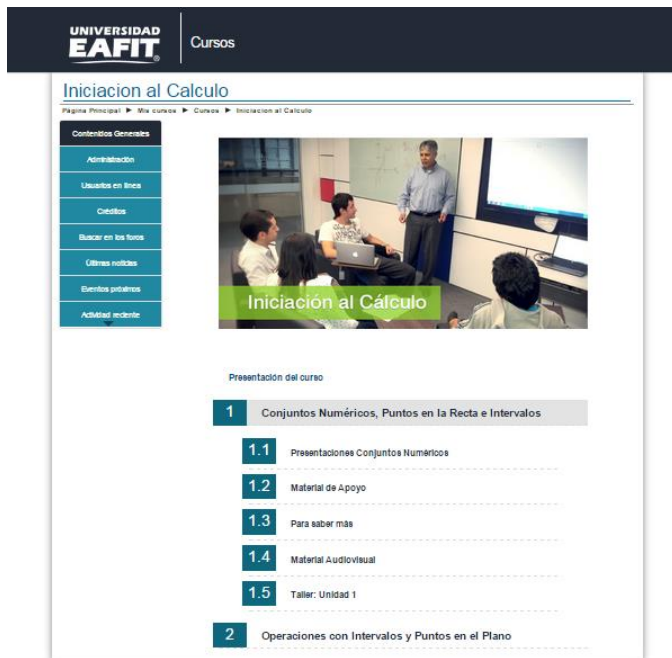 UNIVERSIDAD
EAFIT®
Cursos
Iniciacion al Calculo
Página Principal ► Mis cursos ► Cursos ► Iniciacion al Calculo
Contenidos Generales
Administración
Usuarios en línea
Créditos
Buscar en los foros
Últimas noticias
Eventos próximos
Actividad reciente
Iniciación al Cálculo
Presentación del curso
1 Conjuntos Numéricos, Puntos en la Recta e Intervalos
1.1 Presentaciones Conjuntos Numéricos
1.2 Material de Apoyo
1.3 Para saber más
1.4 Material Audiovisual
1.5 Taller: Unidad 1
2 Operaciones con Intervalos y Puntos en el Plano